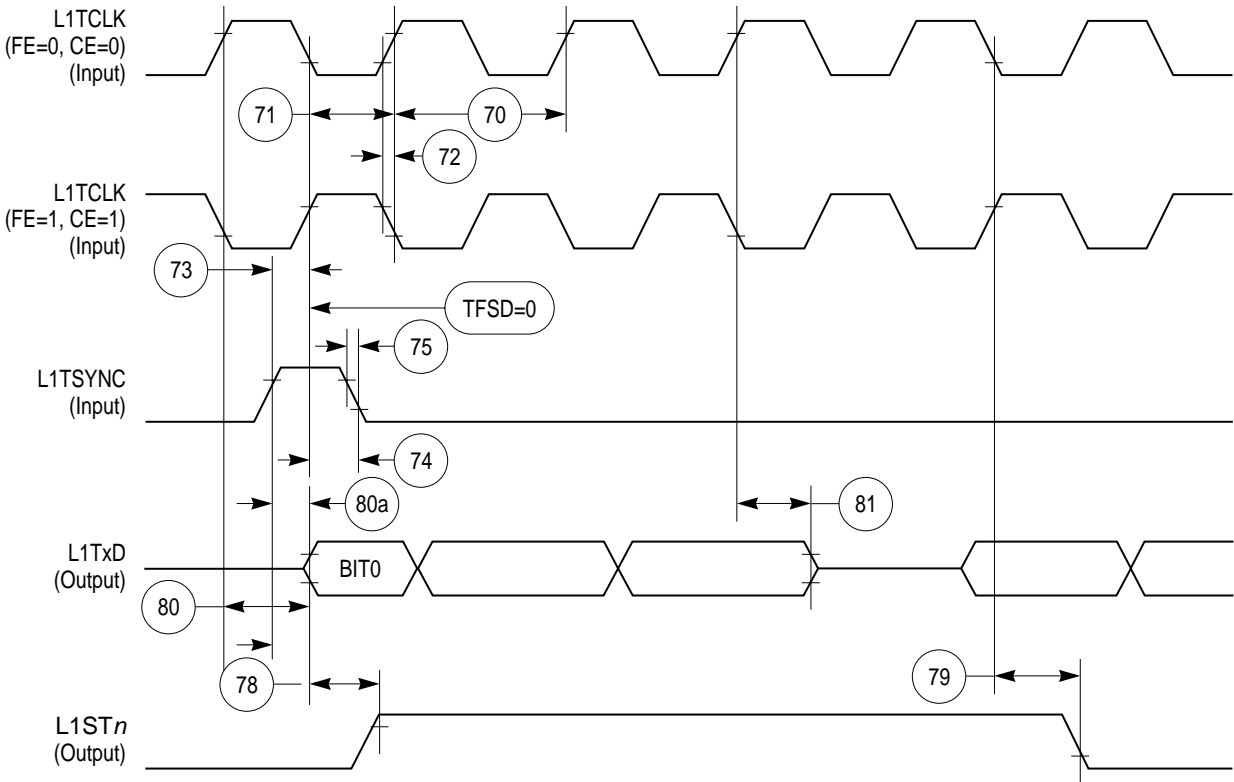 L1TCLK
(FE=0, CE=0)
(Input)
71
70
72
L1TCLK
(FE=1, CE=1)
(Input)
73
TFSD=0
75
L1TSYNC
(Input)
74
80a
81
L1TxD
(Output)
BIT0
80
78
79
L1STn
(Output)